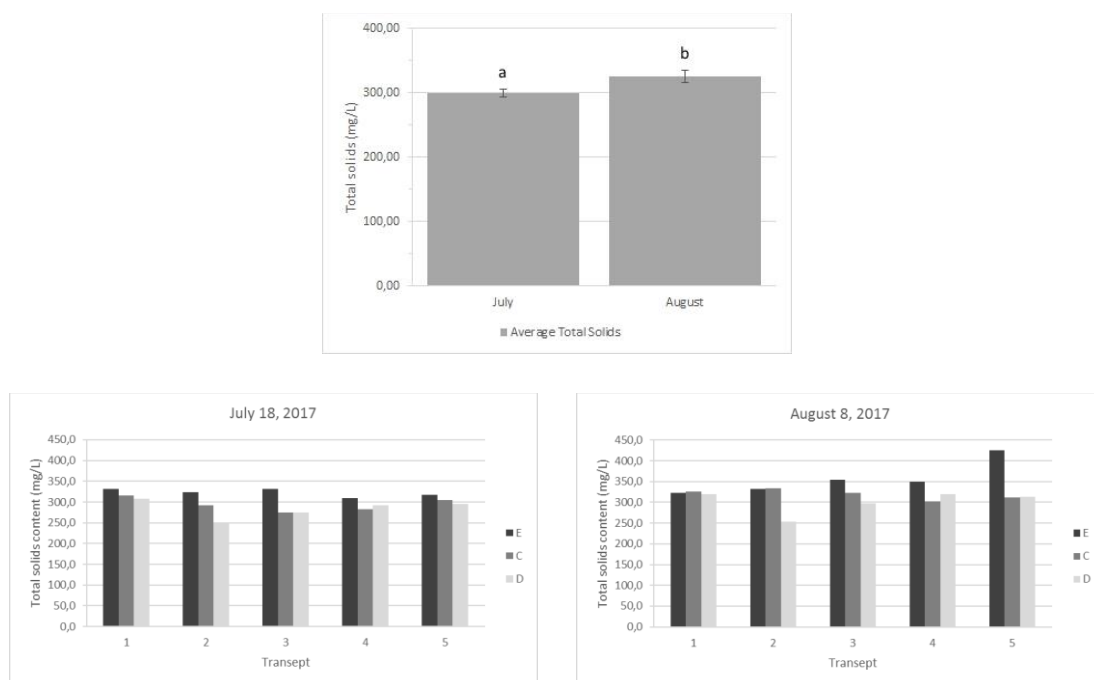 400,00
300,00
200,00
100,00
0,00
Total solids (mg/L)
a
b
July
August
Average Total Solids
July 18, 2017
450,0
400,0
350,0
300,0
250,0
200,0
150,0
100,0
50,0
0,0
Total solids content (mg/L)
1 2 3 4 5
Transept
E
C
D
August 8, 2017
450,0
400,0
350,0
300,0
250,0
200,0
150,0
100,0
50,0
0,0
Total solids content (mg/L)
1 2 3 4 5
Transept
E
C
D